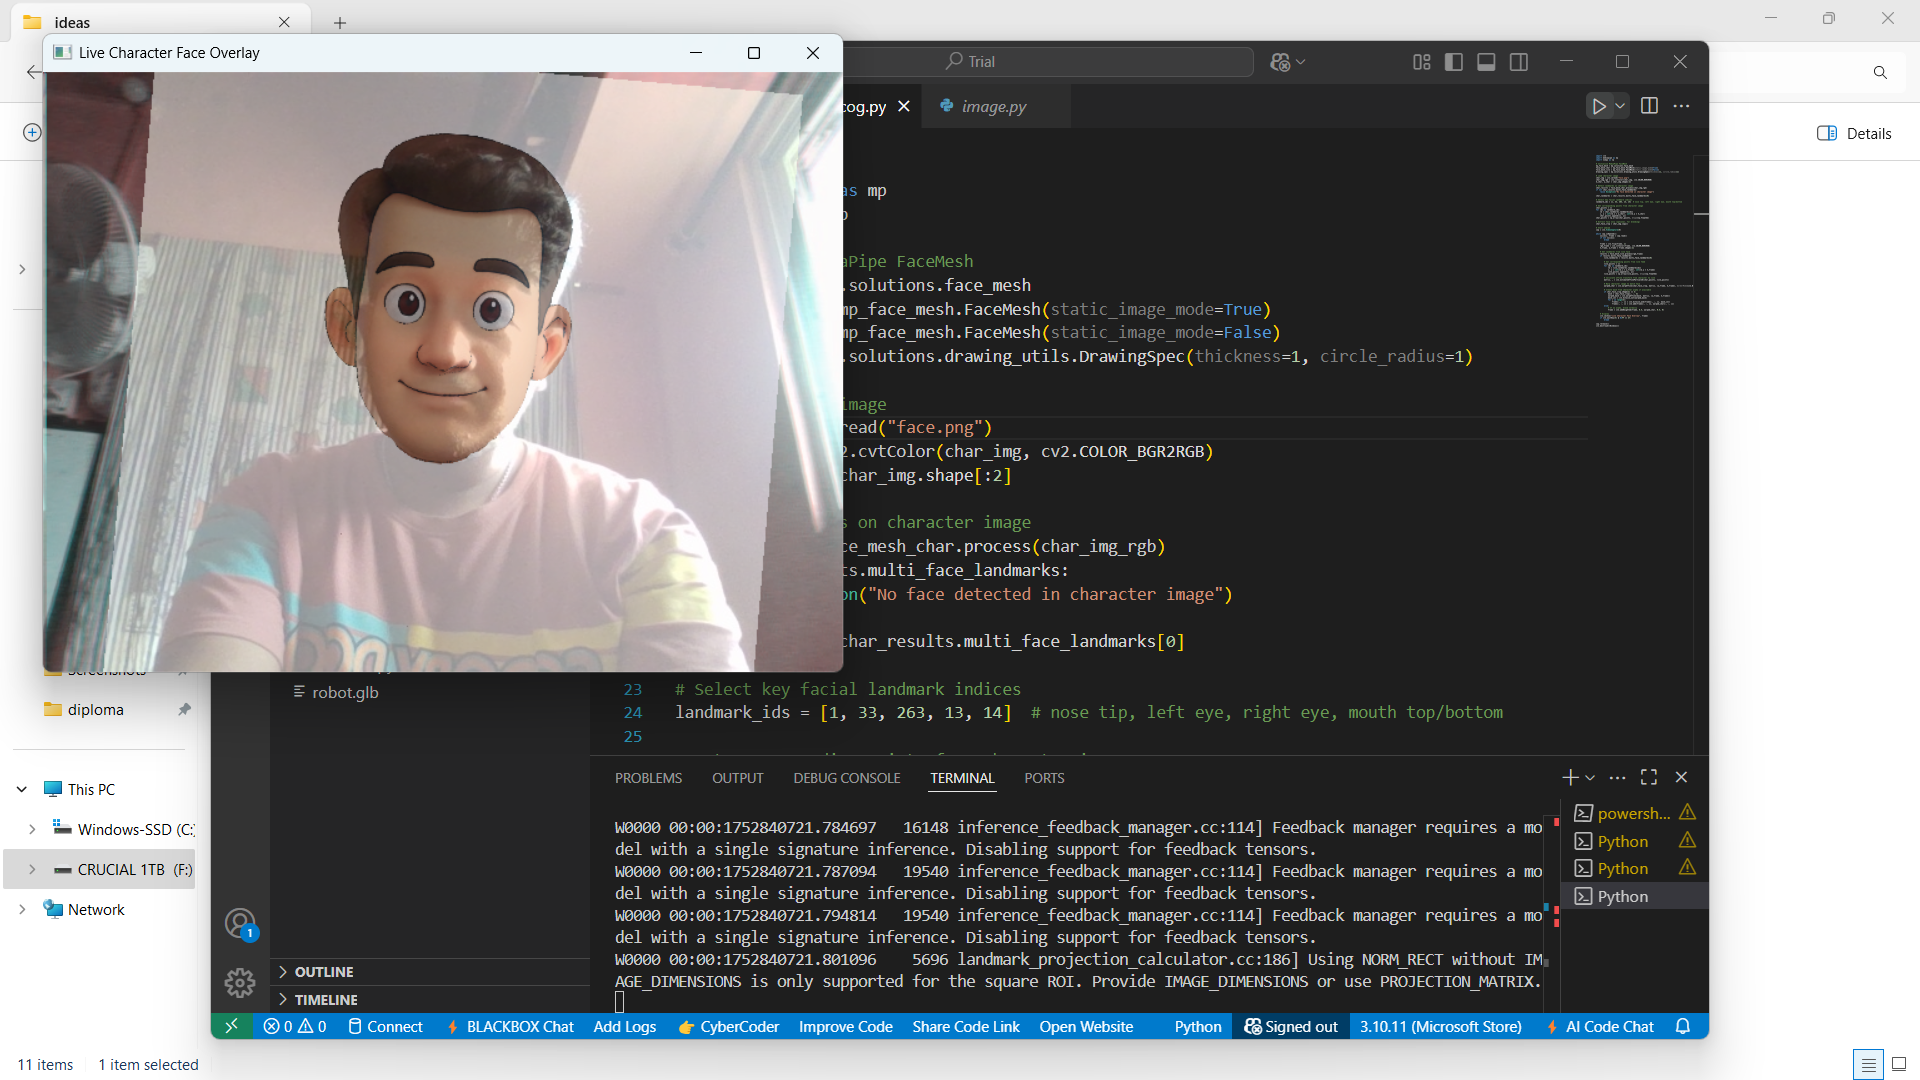 ideas
Live Character Face Overlay
Trial
cog.py
image.py
Details
as mp
aPipe FaceMesh
.solutions.face_mesh
mp_face_mesh.FaceMesh(static_image_mode=True)
mp_face_mesh.FaceMesh(static_image_mode=False)
.solutions.drawing_utils.DrawingSpec(thickness=1, circle_radius=1)
image
read("face.png")
2.cvtColor(char_img, cv2.COLOR_BGR2RGB)
char_img.shape[:2]
s on character image
ce_mesh_char.process(char_img_rgb)
ts.multi_face_landmarks:
on("No face detected in character image")
char_results.multi_face_landmarks[0]
Screenshots
robot.glb
23 # Select key facial landmark indices
diploma
24 landmark_ids = [1, 33, 263, 13, 14]  # nose tip, left eye, right eye, mouth top/bottom
25
PROBLEMS OUTPUT DEBUG CONSOLE TERMINAL PORTS
This PC
Windows-SSD (C:
CRUCIAL 1TB (F:)
Network
W0000 00:00:1752840721.784697   16148 inference_feedback_manager.cc:114] Feedback manager requires a mo
del with a single signature inference. Disabling support for feedback tensors.
W0000 00:00:1752840721.787094   19540 inference_feedback_manager.cc:114] Feedback manager requires a mo
del with a single signature inference. Disabling support for feedback tensors.
W0000 00:00:1752840721.794814   19540 inference_feedback_manager.cc:114] Feedback manager requires a mo
del with a single signature inference. Disabling support for feedback tensors.
W0000 00:00:1752840721.801096    5696 landmark_projection_calculator.cc:186] Using NORM_RECT without IM
AGE_DIMENSIONS is only supported for the square ROI. Provide IMAGE_DIMENSIONS or use PROJECTION_MATRIX.
powersh...
Python
Python
Python
1
OUTLINE
TIMELINE
0 0 Connect BLACKBOX Chat Add Logs CyberCoder Improve Code Share Code Link Open Website Python Signed out 3.10.11 (Microsoft Store) AI Code Chat
11 items 1 item selected